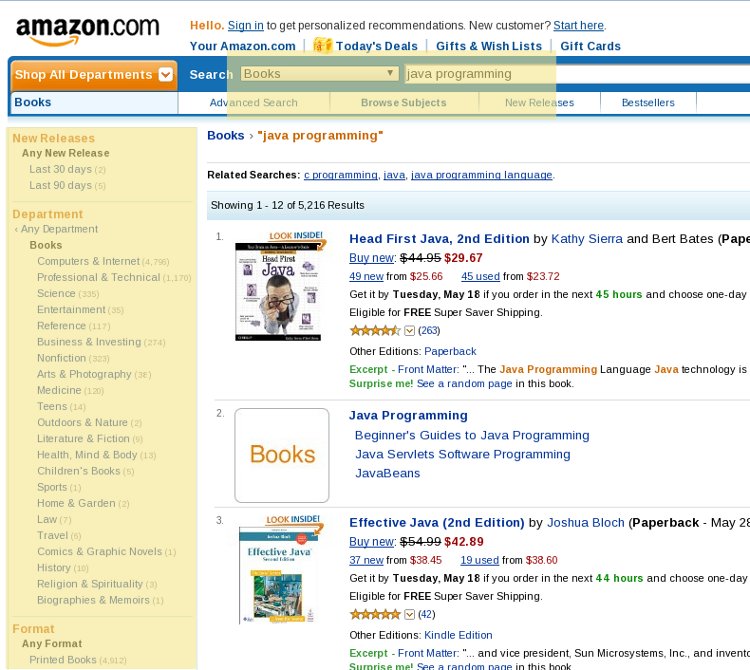 amazon.com
Hello. Sign in to get personalized recommendations. New customer? Start here.
Your Amazon.com Today's Deals Gifts & Wish Lists Gift Cards
Shop All Departments Search Books java programming
Books Advanced Search Browse Subjects New Releases Bestsellers
New Releases
Any New Release
Last 30 days (2)
Last 90 days (5)
Department
‹ Any Department
Books
Computers & Internet (4,796)
Professional & Technical (1,170)
Science (335)
Entertainment (35)
Reference (117)
Business & Investing (274)
Nonfiction (323)
Arts & Photography (38)
Medicine (120)
Teens (14)
Outdoors & Nature (2)
Literature & Fiction (9)
Health, Mind & Body (13)
Children's Books (5)
Sports (1)
Home & Garden (2)
Law (7)
Travel (6)
Comics & Graphic Novels (1)
History (10)
Religion & Spirituality (3)
Biographies & Memoirs (1)
Format
Any Format
Printed Books (4,912)
Books › "java programming"
Related Searches: c programming, java, java programming language.
Showing 1 - 12 of 5,216 Results
1.
LOOK INSIDE!
Head First
Java
O'REILLY
Head First Java, 2nd Edition by Kathy Sierra and Bert Bates (Pape
Buy new: $44.95 $29.67
49 new from $25.66 45 used from $23.72
Get it by Tuesday, May 18 if you order in the next 45 hours and choose one-day
Eligible for FREE Super Saver Shipping.
(263)
Other Editions: Paperback
Excerpt - Front Matter: "... The Java Programming Language Java technology is
Surprise me! See a random page in this book.
2.
Books
Java Programming
Beginner's Guides to Java Programming
Java Servlets Software Programming
JavaBeans
3.
LOOK INSIDE!
Joshua Bloch
Effective Java
Second Edition
Effective Java (2nd Edition) by Joshua Bloch (Paperback - May 28
Buy new: $54.99 $42.89
37 new from $38.45 19 used from $38.60
Get it by Tuesday, May 18 if you order in the next 44 hours and choose one-day
Eligible for FREE Super Saver Shipping.
(42)
Other Editions: Kindle Edition
Excerpt - Front Matter: "... and vice president, Sun Microsystems, Inc., and invento
Surprise me! See a random page in this book.